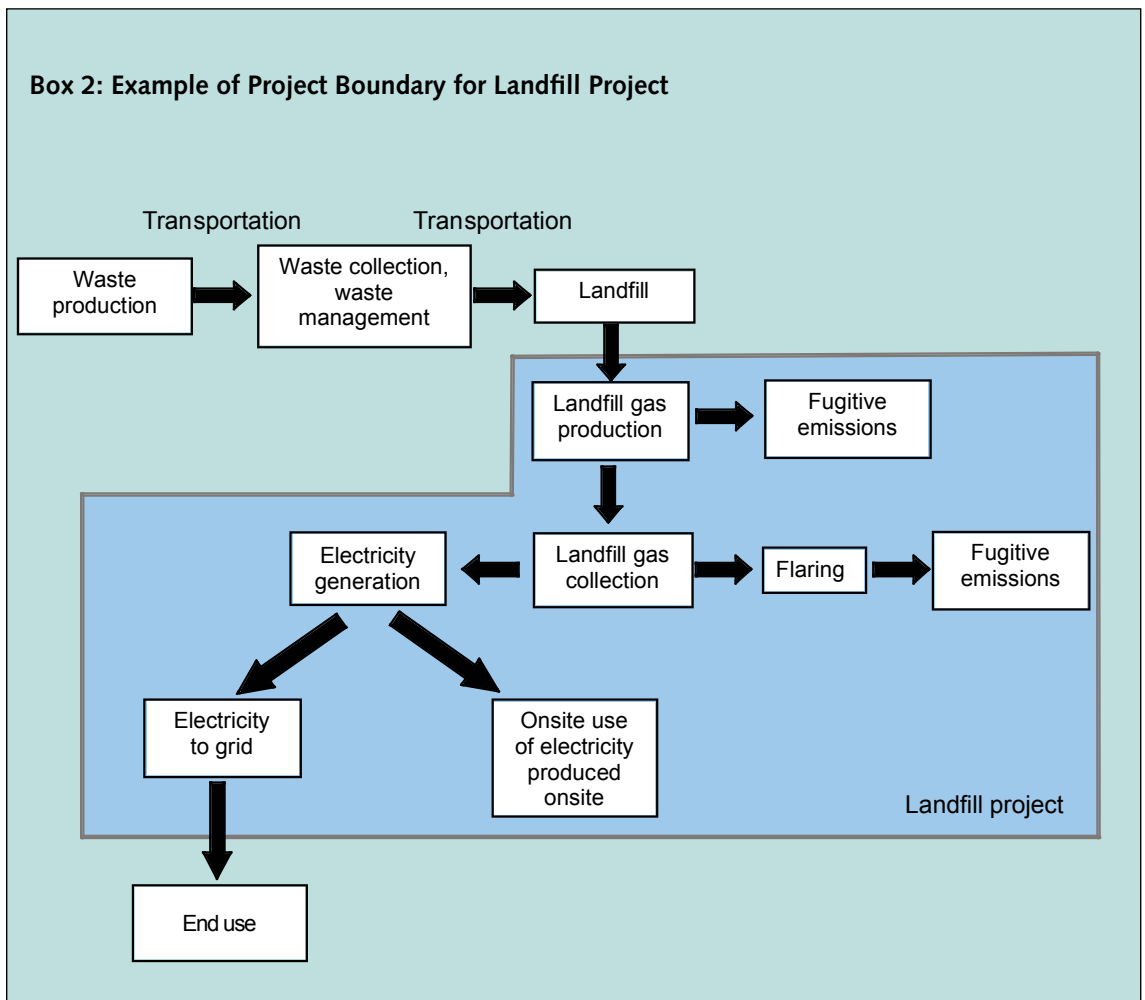 Box 2: Example of Project Boundary for Landfill Project
Transportation
Transportation
Waste
production
Waste collection,
waste
management
Landfill
Landfill gas
production
Fugitive
emissions
Electricity
generation
Landfill gas
collection
Flaring
Fugitive
emissions
Electricity
to grid
Onsite use
of electricity
produced
onsite
Landfill project
End use